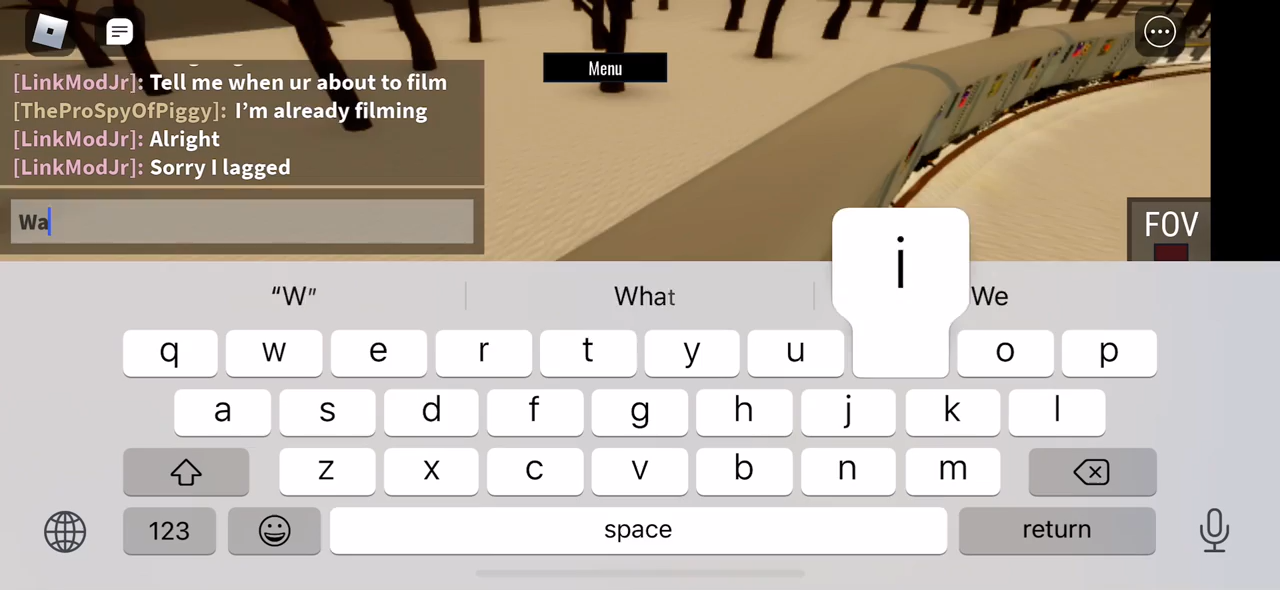 Menu
[LinkModJr]: Tell me when ur about to film
[TheProSpyOfPiggy]: I’m already filming
[LinkModJr]: Alright
[LinkModJr]: Sorry I lagged
Wa
FOV
“W” What We
i
q w e r t y u o p
a s d f g h j k l
z x c v b n m
123 space return